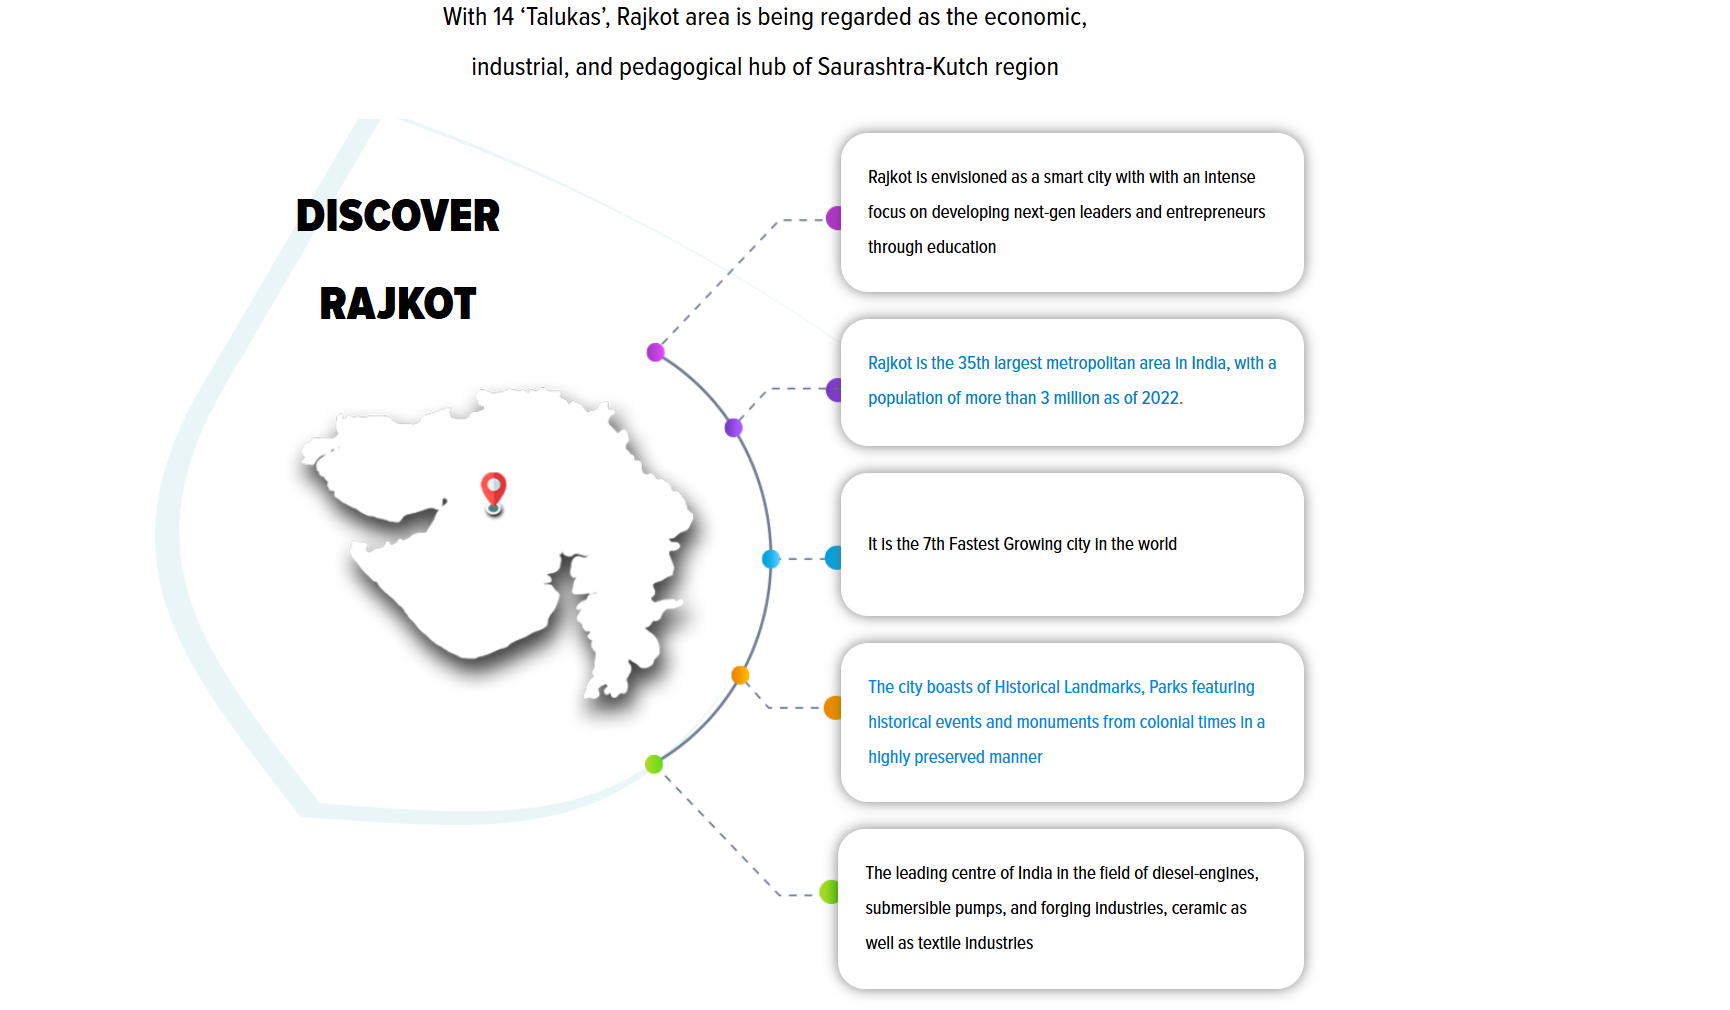 With 14 ‘Talukas’, Rajkot area is being regarded as the economic,
industrial, and pedagogical hub of Saurashtra-Kutch region
DISCOVER
RAJKOT
Rajkot is envisioned as a smart city with with an intense
focus on developing next-gen leaders and entrepreneurs
through education
Rajkot is the 35th largest metropolitan area in India, with a
population of more than 3 million as of 2022.
It is the 7th Fastest Growing city in the world
The city boasts of Historical Landmarks, Parks featuring
historical events and monuments from colonial times in a
highly preserved manner
The leading centre of India in the field of diesel-engines,
submersible pumps, and forging industries, ceramic as
well as textile industries